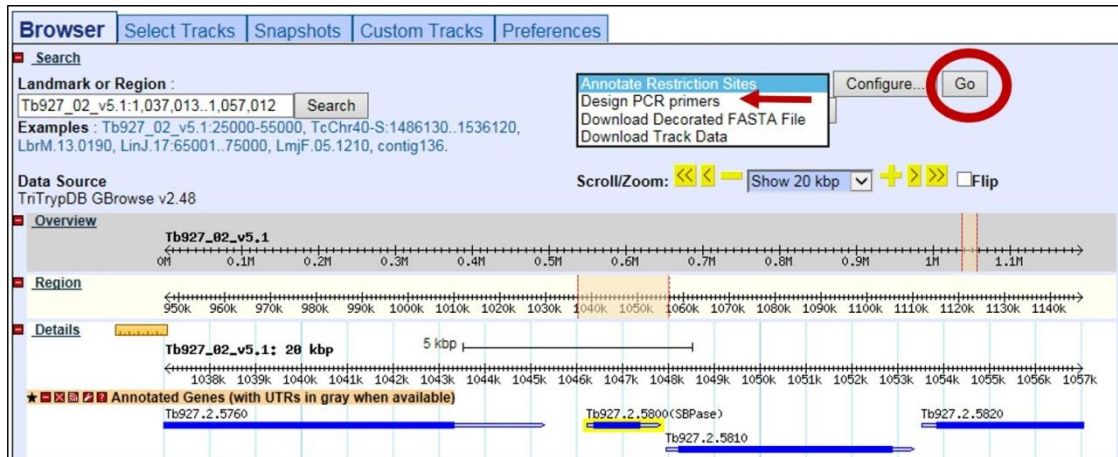 Browser Select Tracks Snapshots Custom Tracks Preferences
Search
Landmark or Region :
Tb927_02_v5.1:1,037,013..1,057,012 Search
Examples : Tb927_02_v5.1:25000-55000, TcChr40-S:1486130..1536120,
LbrM.13.0190, LinJ.17:65001..75000, LmjF.05.1210, contig136.
Annotate Restriction Sites
Design PCR primers
Download Decorated FASTA File
Download Track Data
Configure... Go
Data Source
TriTrypDB GBrowse v2.48
Scroll/Zoom: << < Show 20 kbp > >> Flip
Overview
Tb927_02_v5.1
0M 0.1M 0.2M 0.3M 0.4M 0.5M 0.6M 0.7M 0.8M 0.9M 1M 1.1M
Region
950k 960k 970k 980k 990k 1000k 1010k 1020k 1030k 1040k 1050k 1060k 1070k 1080k 1090k 1100k 1110k 1120k 1130k 1140k
Details
Tb927_02_v5.1: 20 kbp 5 kbp
1038k 1039k 1040k 1041k 1042k 1043k 1044k 1045k 1046k 1047k 1048k 1049k 1050k 1051k 1052k 1053k 1054k 1055k 1056k 1057k
Annotated Genes (with UTRs in gray when available)
Tb927.2.5760 Tb927.2.5800(SBPase) Tb927.2.5820
Tb927.2.5810